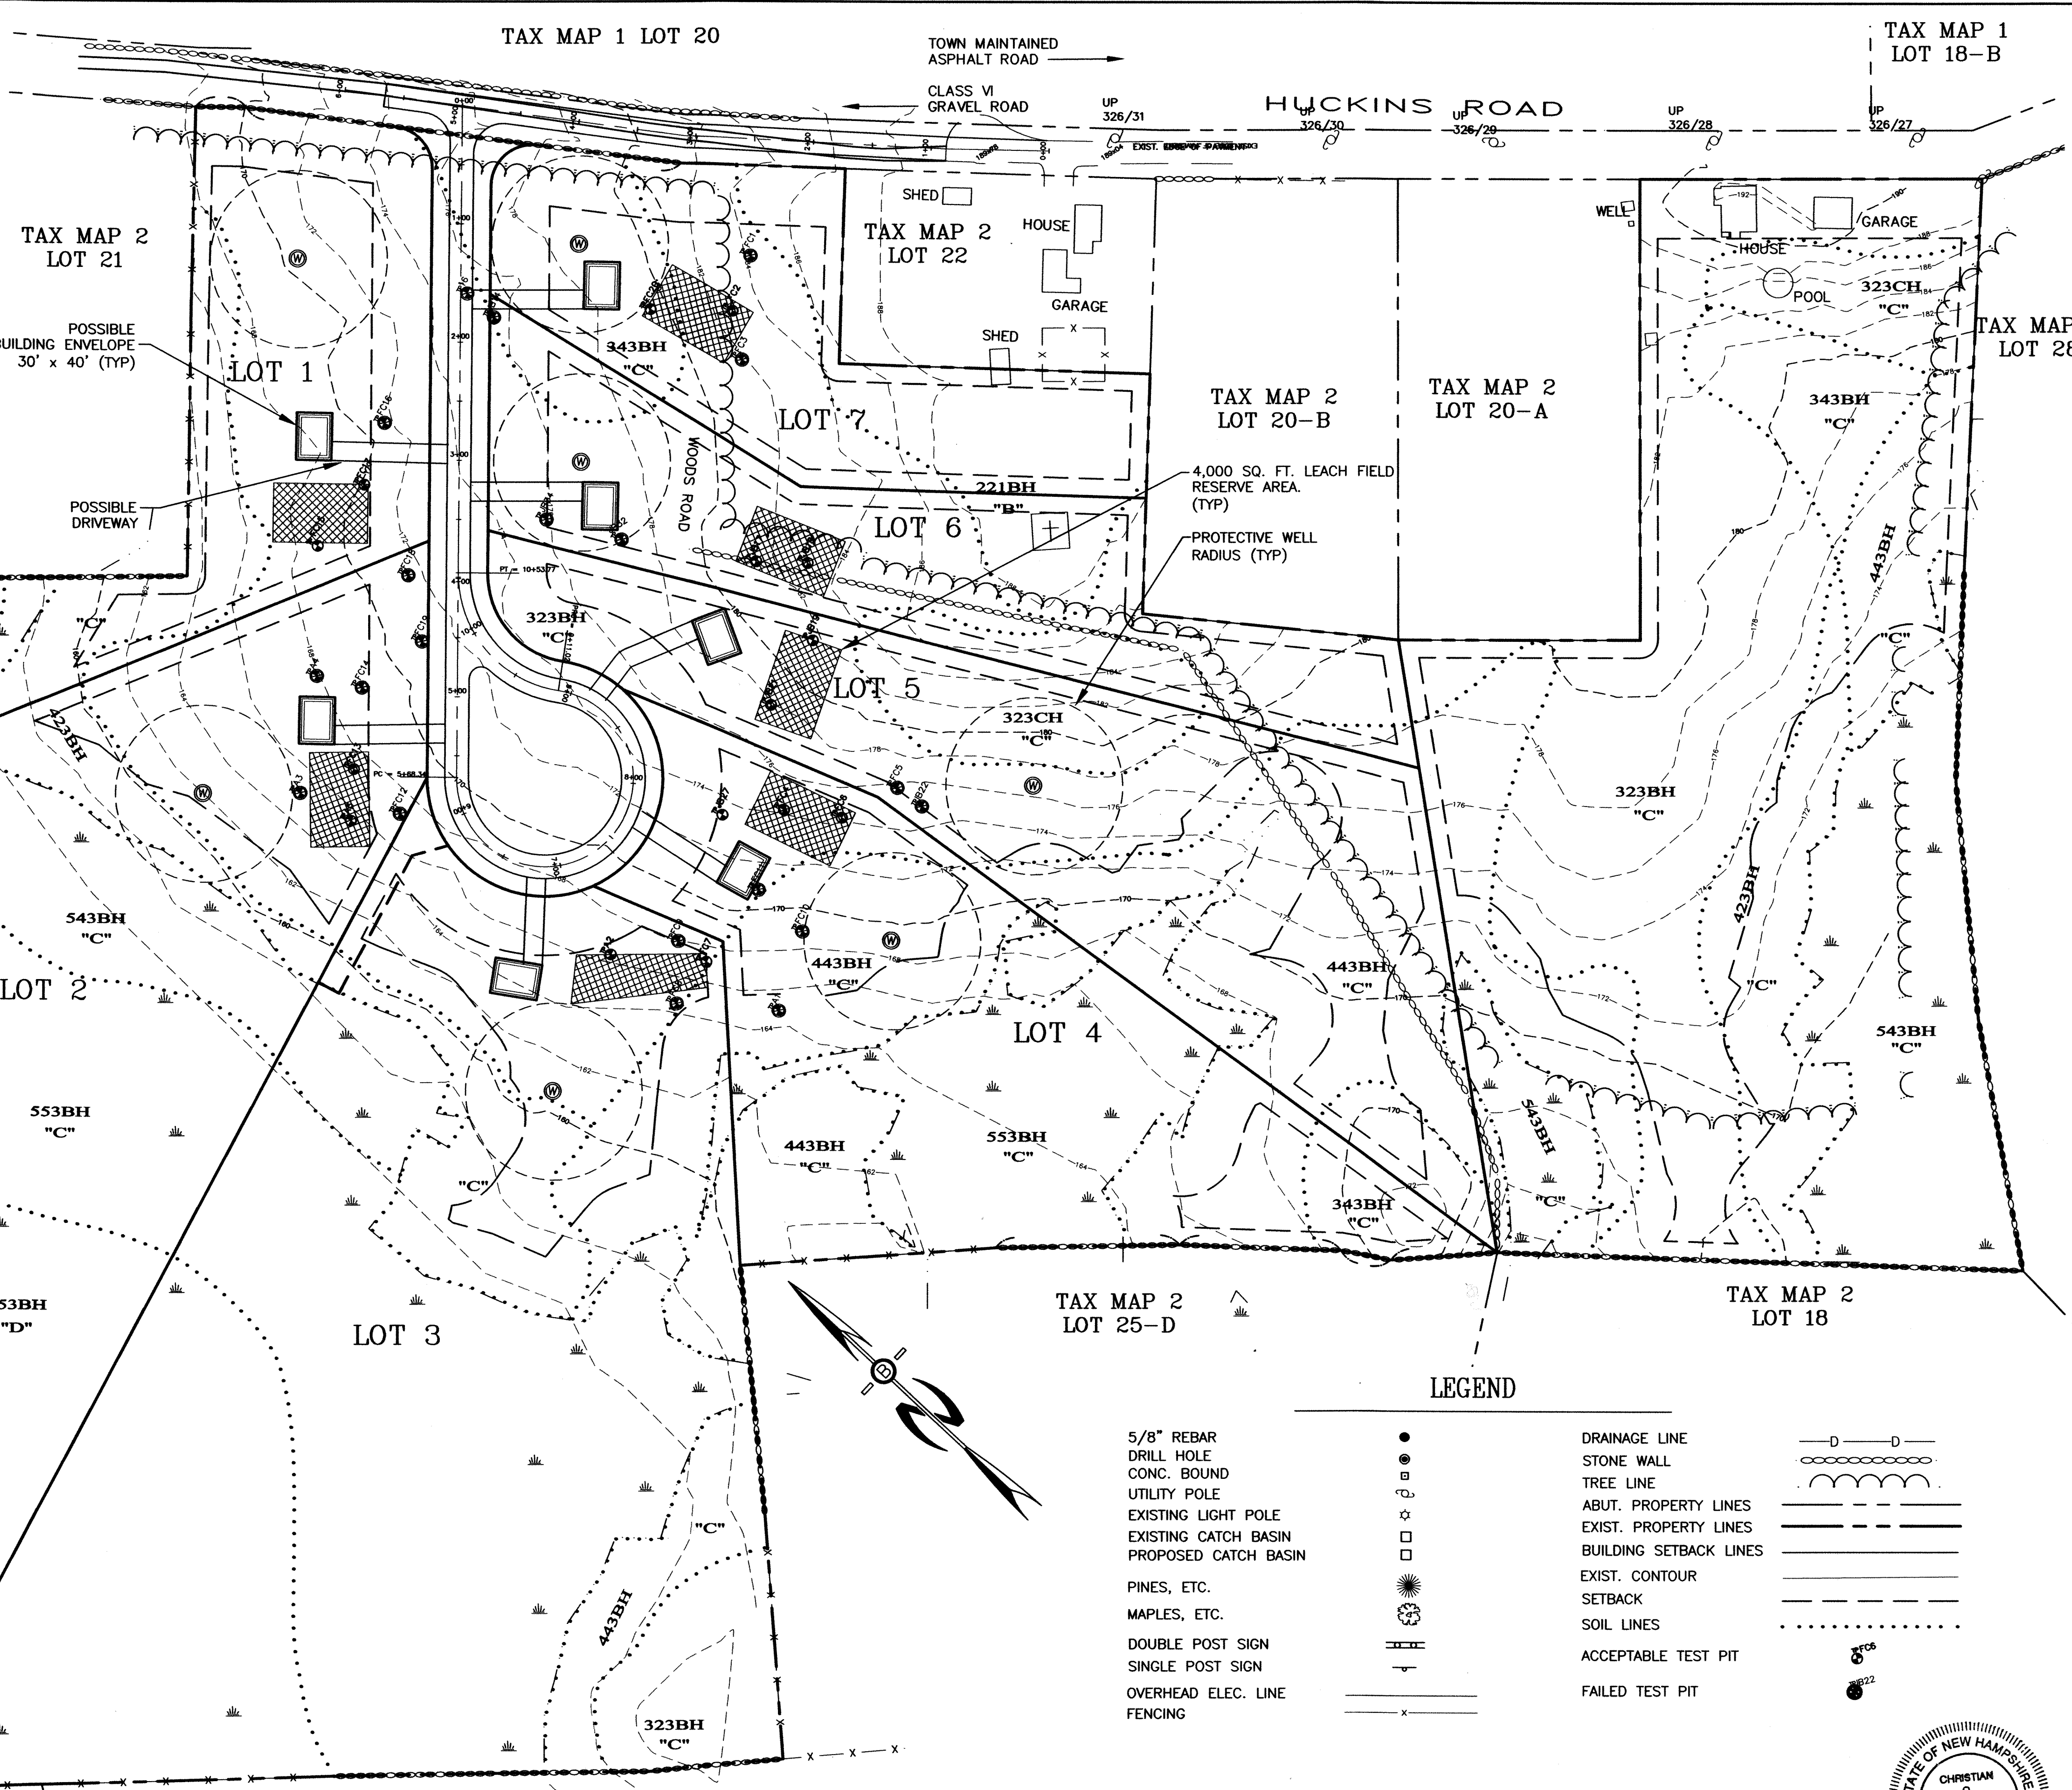 TAX MAP 1 LOT 20
TOWN MAINTAINED
ASPHALT ROAD
CLASS VI
GRAVEL ROAD
HUCKINS ROAD
TAX MAP 1
LOT 18-B
UP
326/31
UP
326/30
UP
326/29
UP
326/28
UP
326/27
TAX MAP 2
LOT 21
POSSIBLE
BUILDING ENVELOPE
30' x 40' (TYP)
LOT 1
POSSIBLE
DRIVEWAY
343BH
"C"
LOT 7
WOODS ROAD
SHED
HOUSE
TAX MAP 2
LOT 22
GARAGE
SHED
TAX MAP 2
LOT 20-B
TAX MAP 2
LOT 20-A
WELL
HOUSE
GARAGE
POOL
323CH
"C"
TAX MAP
LOT 28
343BH
"C"
443BH
4,000 SQ. FT. LEACH FIELD
RESERVE AREA.
(TYP)
221BH
"B"
LOT 6
PROTECTIVE WELL
RADIUS (TYP)
PT = 10+53.77
323BH
"C"
LOT 5
323CH
"C"
"C"
423BH
PC = 5+68.34
323BH
"C"
"C"
423BH
"C"
543BH
"C"
LOT 2
443BH
"C"
LOT 4
443BH
"C"
543BH
"C"
553BH
"C"
443BH
"C"
553BH
"C"
543BH
"C"
"C"
343BH
"C"
53BH
"D"
LOT 3
TAX MAP 2
LOT 25-D
TAX MAP 2
LOT 18
"C"
443BH
323BH
"C"
LEGEND
5/8" REBAR
DRILL HOLE
CONC. BOUND
UTILITY POLE
EXISTING LIGHT POLE
EXISTING CATCH BASIN
PROPOSED CATCH BASIN
PINES, ETC.
MAPLES, ETC.
DOUBLE POST SIGN
SINGLE POST SIGN
OVERHEAD ELEC. LINE
FENCING
DRAINAGE LINE
STONE WALL
TREE LINE
ABUT. PROPERTY LINES
EXIST. PROPERTY LINES
BUILDING SETBACK LINES
EXIST. CONTOUR
SETBACK
SOIL LINES
ACCEPTABLE TEST PIT
FAILED TEST PIT
STATE OF NEW HAMPSHIRE
CHRISTIAN